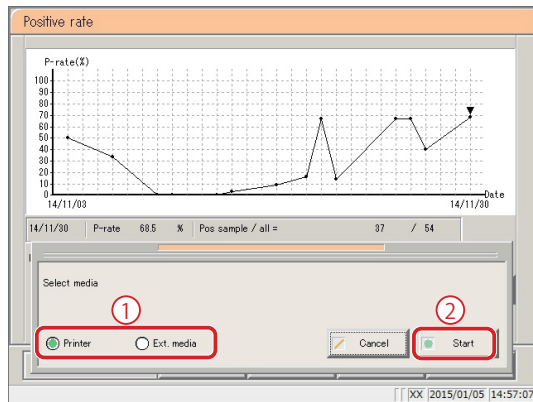 Positive rate
P-rate(%)
100
90
80
70
60
50
40
30
20
10
0
Date
14/11/03 14/11/30
14/11/30 P-rate 68.5 % Pos sample / all = 37 / 54
Select media
1 2
Printer Ext. media Cancel Start
XX 2015/01/05 14:57:07